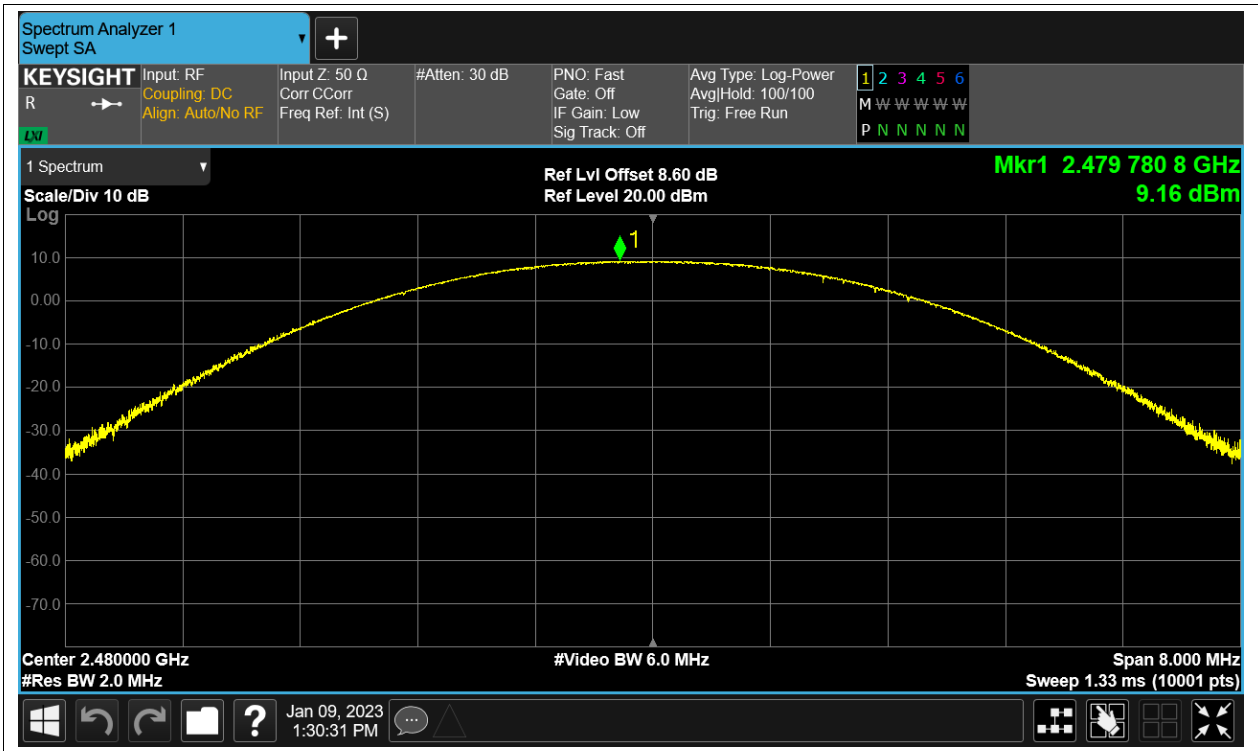 Spectrum Analyzer 1
Swept SA
KEYSIGHT
R
LXI
Input: RF
Coupling: DC
Align: Auto/No RF
Input Z: 50 Ω
Corr CCorr
Freq Ref: Int (S)
#Atten: 30 dB
PNO: Fast
Gate: Off
IF Gain: Low
Sig Track: Off
Avg Type: Log-Power
Avg|Hold: 100/100
Trig: Free Run
1 2 3 4 5 6
M W W W W W
P N N N N N
1 Spectrum
Scale/Div 10 dB
Log
Ref Lvl Offset 8.60 dB
Ref Level 20.00 dBm
Mkr1 2.479 780 8 GHz
9.16 dBm
1
10.0
0.00
-10.0
-20.0
-30.0
-40.0
-50.0
-60.0
-70.0
Center 2.480000 GHz
#Res BW 2.0 MHz
#Video BW 6.0 MHz
Span 8.000 MHz
Sweep 1.33 ms (10001 pts)
?
Jan 09, 2023
1:30:31 PM